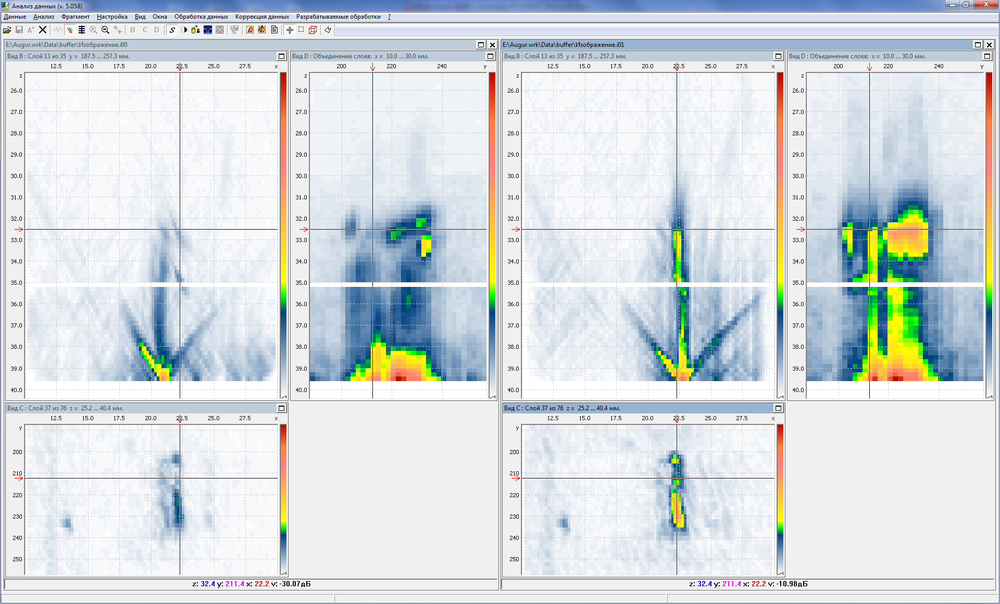 Анализ данных (v. 5.058)
Данные Анализ Фрагмент Настройка Вид Окна Обработка данных Коррекция данных Разрабатываемые обработки ?
B C D S
E:\Augur.wrk\Data\buffer\Изображение.i00
Вид B : Слой 13 из 35 y = 187.5 ... 257.3 мм.
12.5 15.0 17.5 20.0 22.5 25.0 27.5 x
z
26.0
27.0
28.0
29.0
30.0
31.0
32.0
33.0
34.0
35.0
36.0
37.0
38.0
39.0
40.0
Вид D : Объединение слоев: x = 10.0 ... 30.0 мм.
200 220 240 y
z
26.0
27.0
28.0
29.0
30.0
31.0
32.0
33.0
34.0
35.0
36.0
37.0
38.0
39.0
40.0
Вид C : Слой 37 из 76 z = 25.2 ... 40.4 мм.
12.5 15.0 17.5 20.0 22.5 25.0 27.5 x
y
200
210
220
230
240
250
z: 32.4 y: 211.4 x: 22.2 v: -30.07дБ
E:\Augur.wrk\Data\buffer\Изображение.i01
Вид B : Слой 13 из 35 y = 187.5 ... 257.3 мм.
12.5 15.0 17.5 20.0 22.5 25.0 27.5 x
z
26.0
27.0
28.0
29.0
30.0
31.0
32.0
33.0
34.0
35.0
36.0
37.0
38.0
39.0
40.0
Вид D : Объединение слоев: x = 10.0 ... 30.0 мм.
200 220 240 y
z
26.0
27.0
28.0
29.0
30.0
31.0
32.0
33.0
34.0
35.0
36.0
37.0
38.0
39.0
40.0
Вид C : Слой 37 из 76 z = 25.2 ... 40.4 мм.
12.5 15.0 17.5 20.0 22.5 25.0 27.5 x
y
200
210
220
230
240
250
z: 32.4 y: 211.4 x: 22.2 v: -10.98дБ